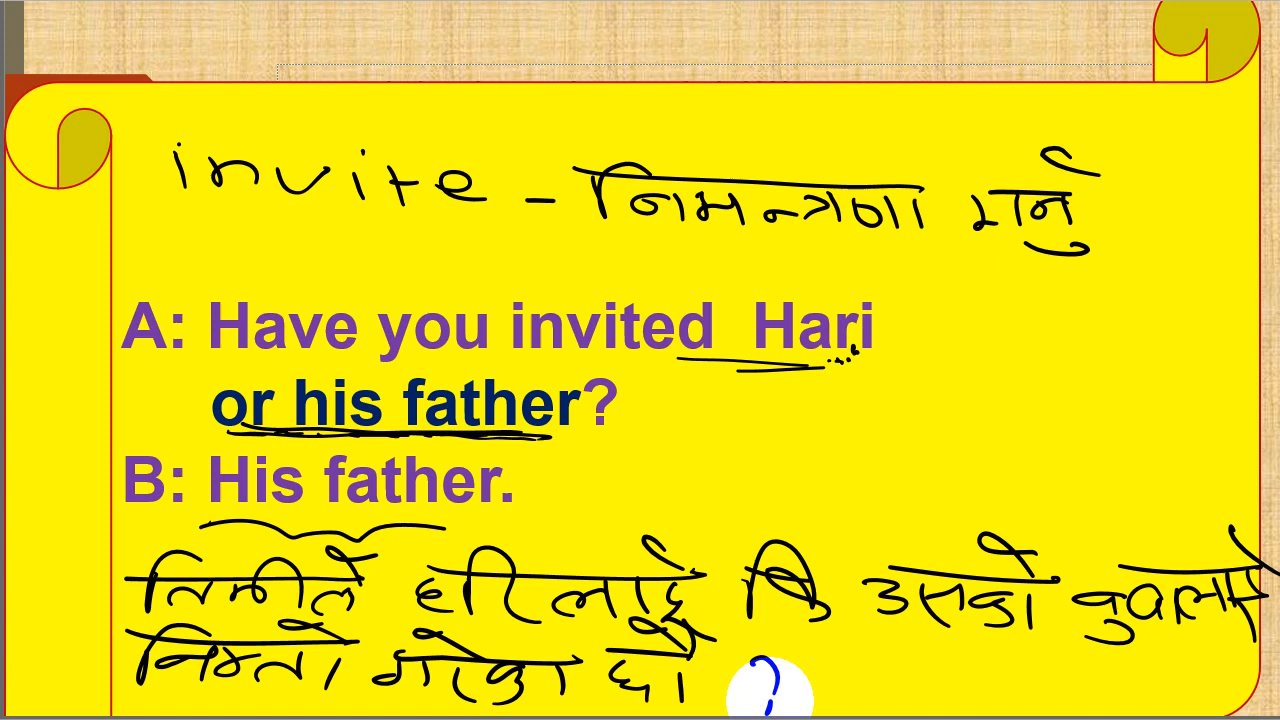 invite - निमन्त्रणा गर्नु
A: Have you invited Hari
or his father?
B: His father.
तिमीले हरिलाई कि उसको बुवालाई
निम्तो गरेका छौ ?